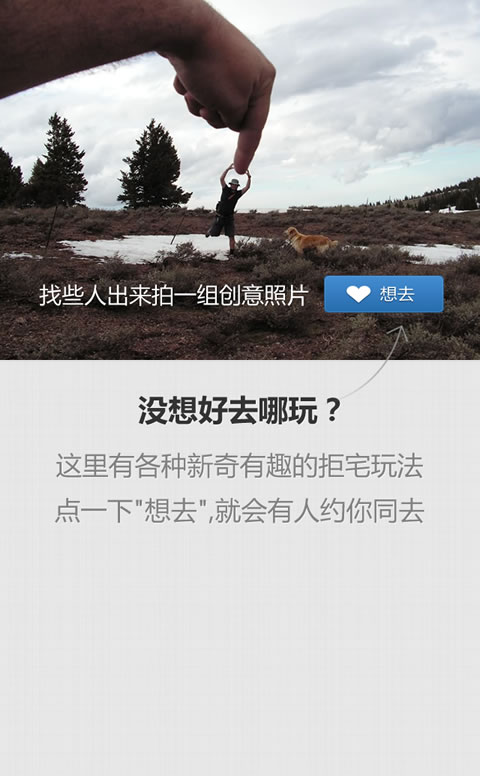 找些人出来拍一组创意照片
想去
没想好去哪玩？
这里有各种新奇有趣的拒宅玩法
点一下"想去",就会有人约你同去